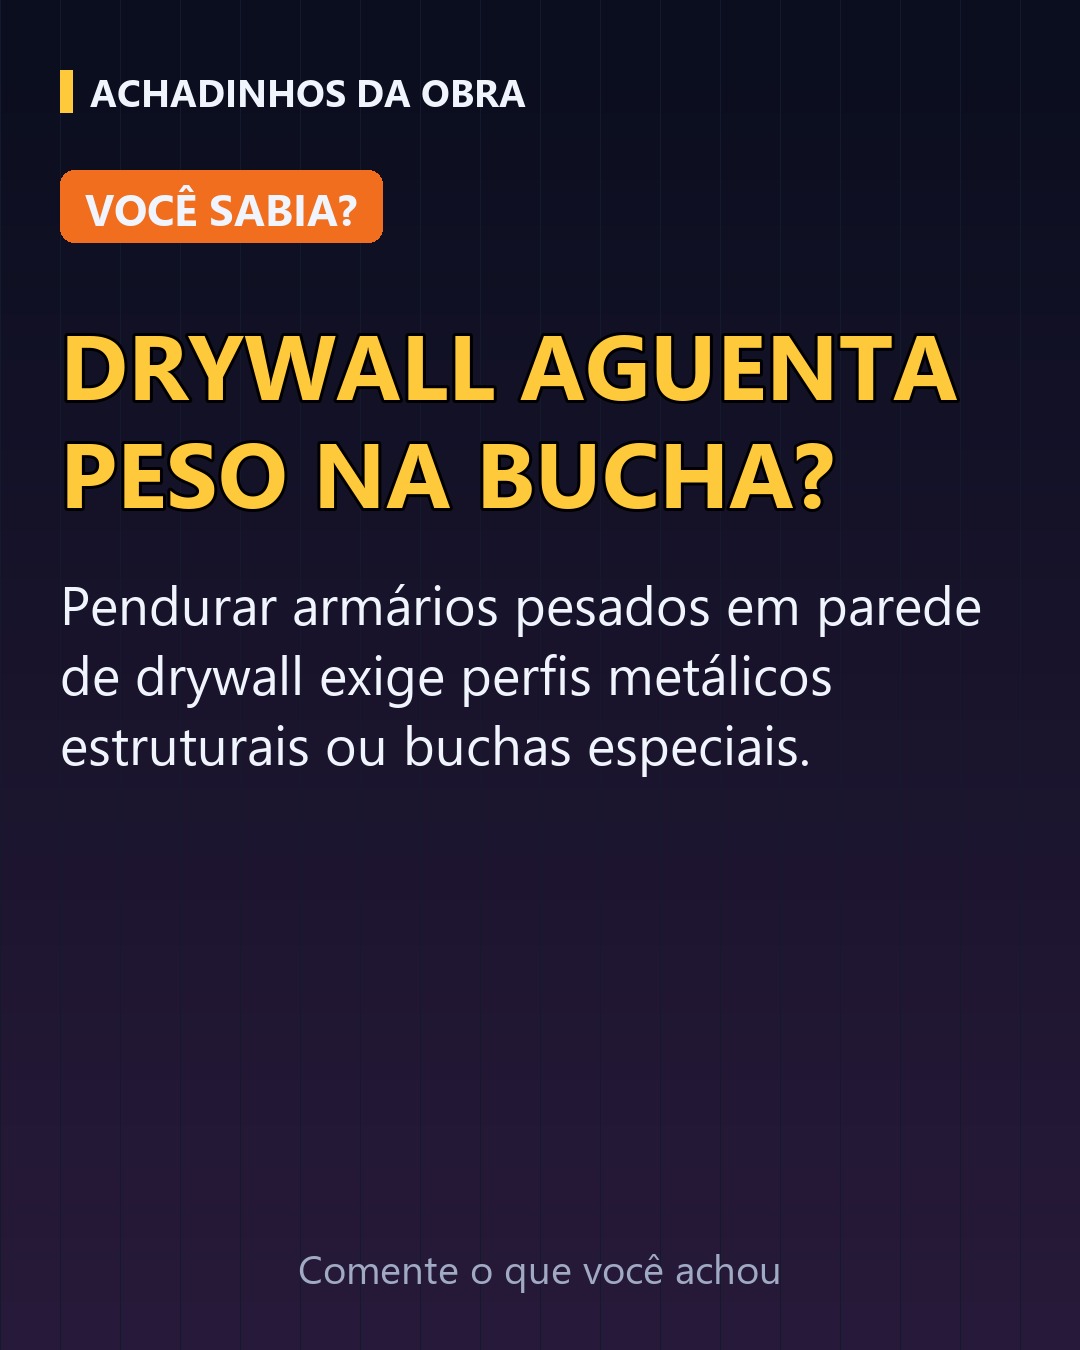 ACHADINHOS DA OBRA
VOCÊ SABIA?
DRYWALL AGUENTA
PESO NA BUCHA?
Pendurar armários pesados em parede
de drywall exige perfis metálicos
estruturais ou buchas especiais.
Comente o que você achou